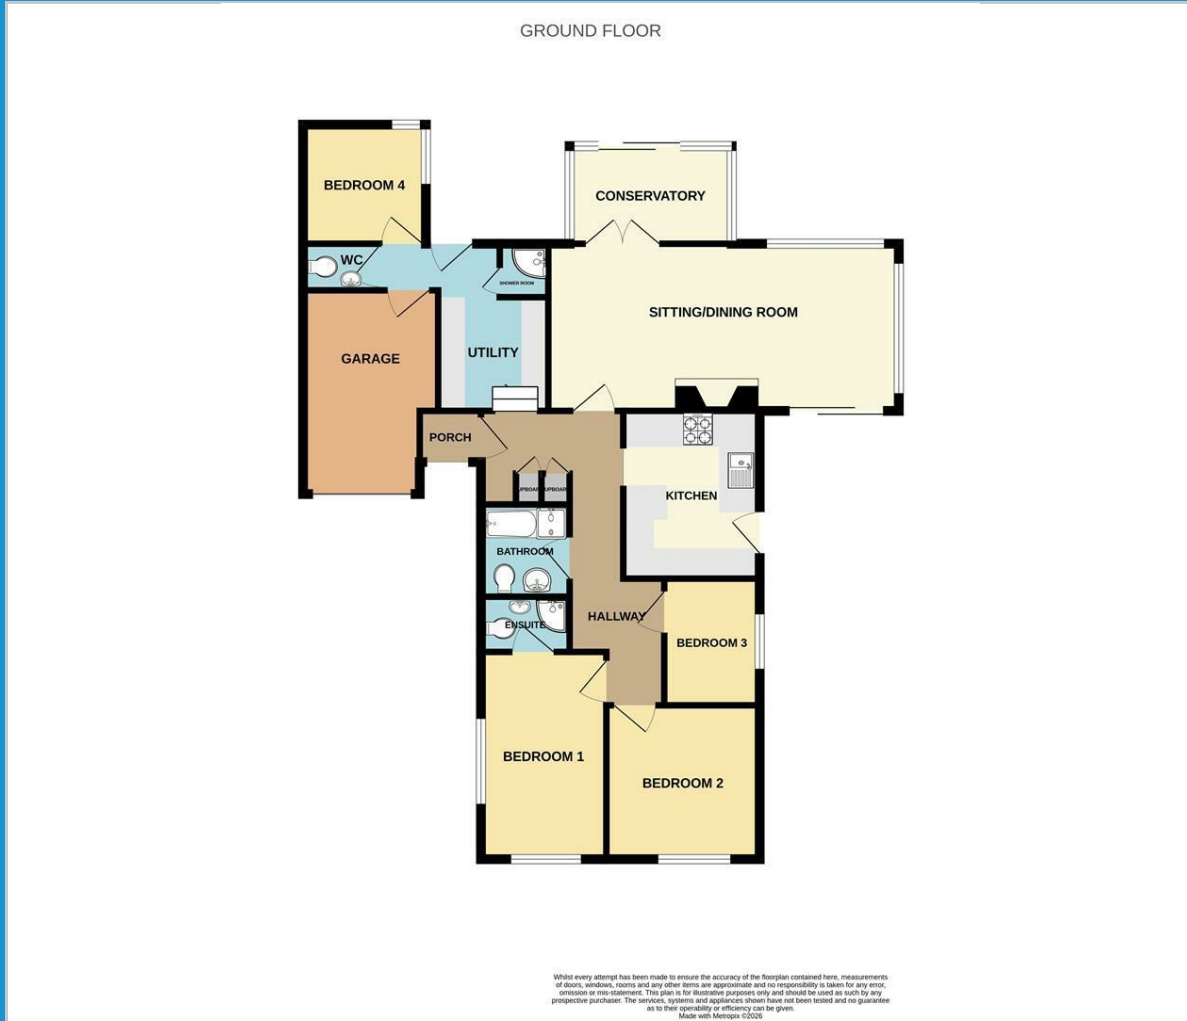 GROUND FLOOR
BEDROOM 4
CONSERVATORY
WC
SHOWER ROOM
SITTING/DINING ROOM
UTILITY
GARAGE
PORCH
KITCHEN
BATHROOM
HALLWAY
ENSUITE
BEDROOM 3
BEDROOM 1
BEDROOM 2
Whilst every attempt has been made to ensure the accuracy of the floorplan contained here, measurements
of doors, windows, rooms and any other items are approximate and no responsibility is taken for any error,
omission or mis-statement. This plan is for illustrative purposes only and should be used as such by any
prospective purchaser. The services, systems and appliances shown have not been tested and no guarantee
as to their operability or efficiency can be given.
Made with Metropix ©2026